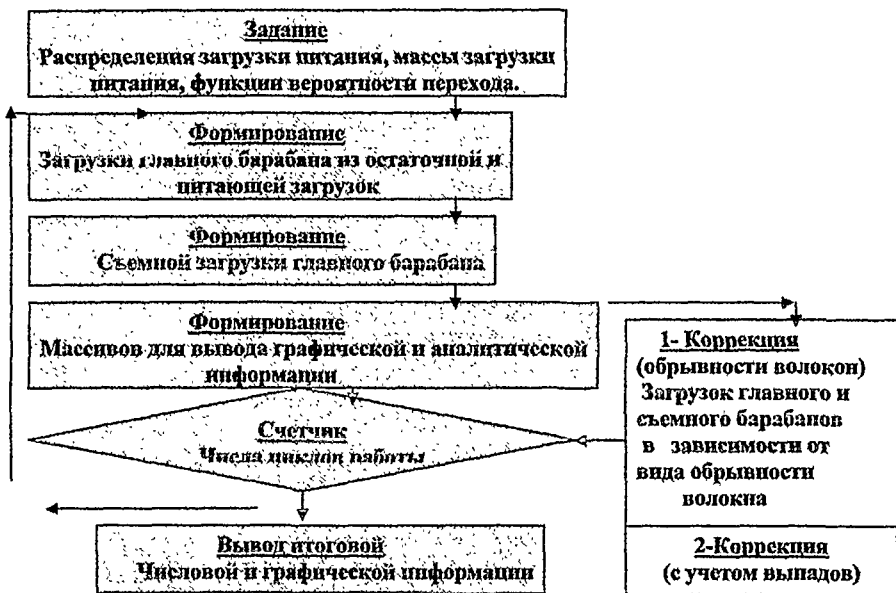 Задание
Распределения загрузки питания, массы загрузки
питания, функции вероятности перехода.
Формирование
Загрузки главного барабана из остаточной и
питающей загрузок
Формирование
Съемной загрузки главного барабана
Формирование
Массивов для вывода графической и аналитической
информации
1- Коррекция
(обрывности волокон)
Загрузок главного и
съемного барабанов
в зависимости от
вида обрывности
волокна
Счетчик
Числа циклов работы
Вывод итоговой
Числовой и графической информации
2-Коррекция
(с учетом выпадов)